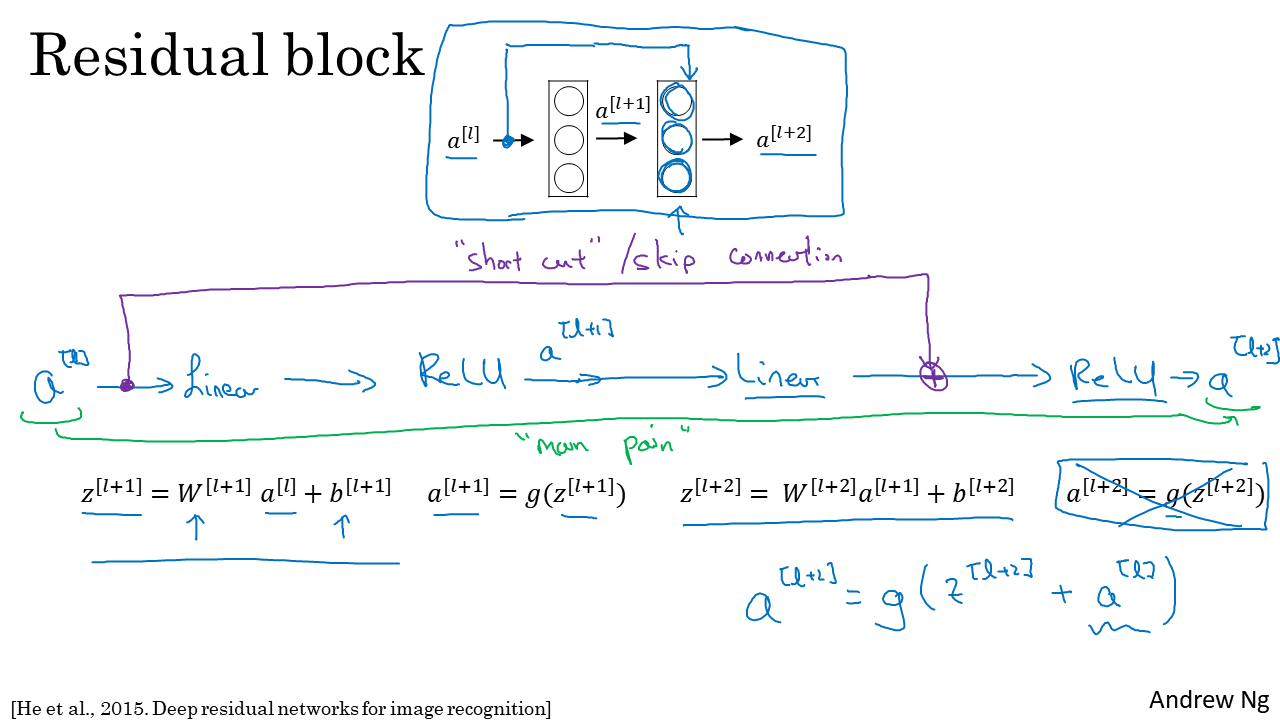 Residual block
a^{[l]} a^{[l+1]} a^{[l+2]}
"short cut" / skip connection
a^{[l]} → Linear → ReLU a^{[l+1]} → Linear → ReLU → a^{[l+2]}
"main path"
z^{[l+1]} = W^{[l+1]} a^{[l]} + b^{[l+1]} a^{[l+1]} = g(z^{[l+1]}) z^{[l+2]} = W^{[l+2]}a^{[l+1]} + b^{[l+2]} a^{[l+2]} = g(z^{[l+2]})
a^{[l+2]} = g(z^{[l+2]} + a^{[l]})
Andrew Ng
[He et al., 2015. Deep residual networks for image recognition]